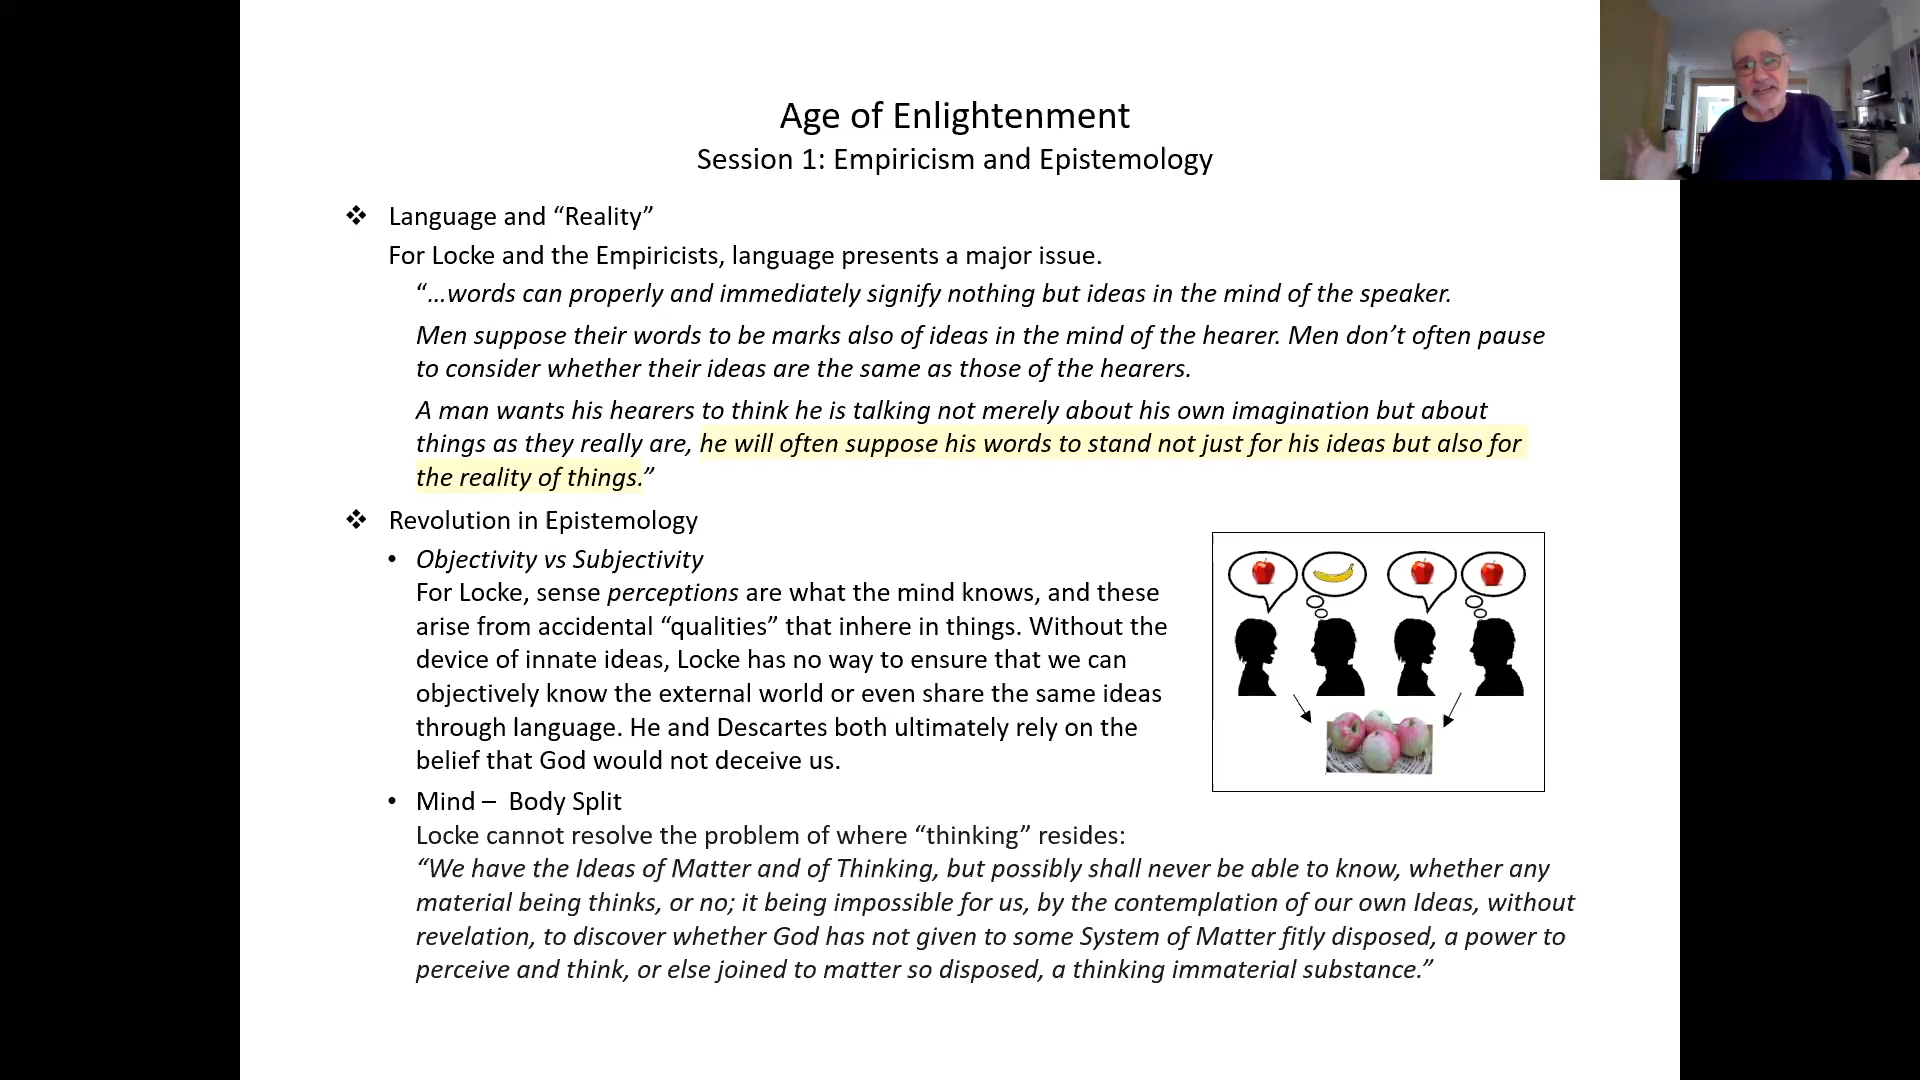 Age of Enlightenment
Session 1: Empiricism and Epistemology
❖ Language and “Reality”
For Locke and the Empiricists, language presents a major issue.
“…words can properly and immediately signify nothing but ideas in the mind of the speaker.
Men suppose their words to be marks also of ideas in the mind of the hearer. Men don’t often pause
to consider whether their ideas are the same as those of the hearers.
A man wants his hearers to think he is talking not merely about his own imagination but about
things as they really are, he will often suppose his words to stand not just for his ideas but also for
the reality of things.”
❖ Revolution in Epistemology
• Objectivity vs Subjectivity
For Locke, sense perceptions are what the mind knows, and these
arise from accidental “qualities” that inhere in things. Without the
device of innate ideas, Locke has no way to ensure that we can
objectively know the external world or even share the same ideas
through language. He and Descartes both ultimately rely on the
belief that God would not deceive us.
• Mind – Body Split
Locke cannot resolve the problem of where “thinking” resides:
“We have the Ideas of Matter and of Thinking, but possibly shall never be able to know, whether any
material being thinks, or no; it being impossible for us, by the contemplation of our own Ideas, without
revelation, to discover whether God has not given to some System of Matter fitly disposed, a power to
perceive and think, or else joined to matter so disposed, a thinking immaterial substance.”